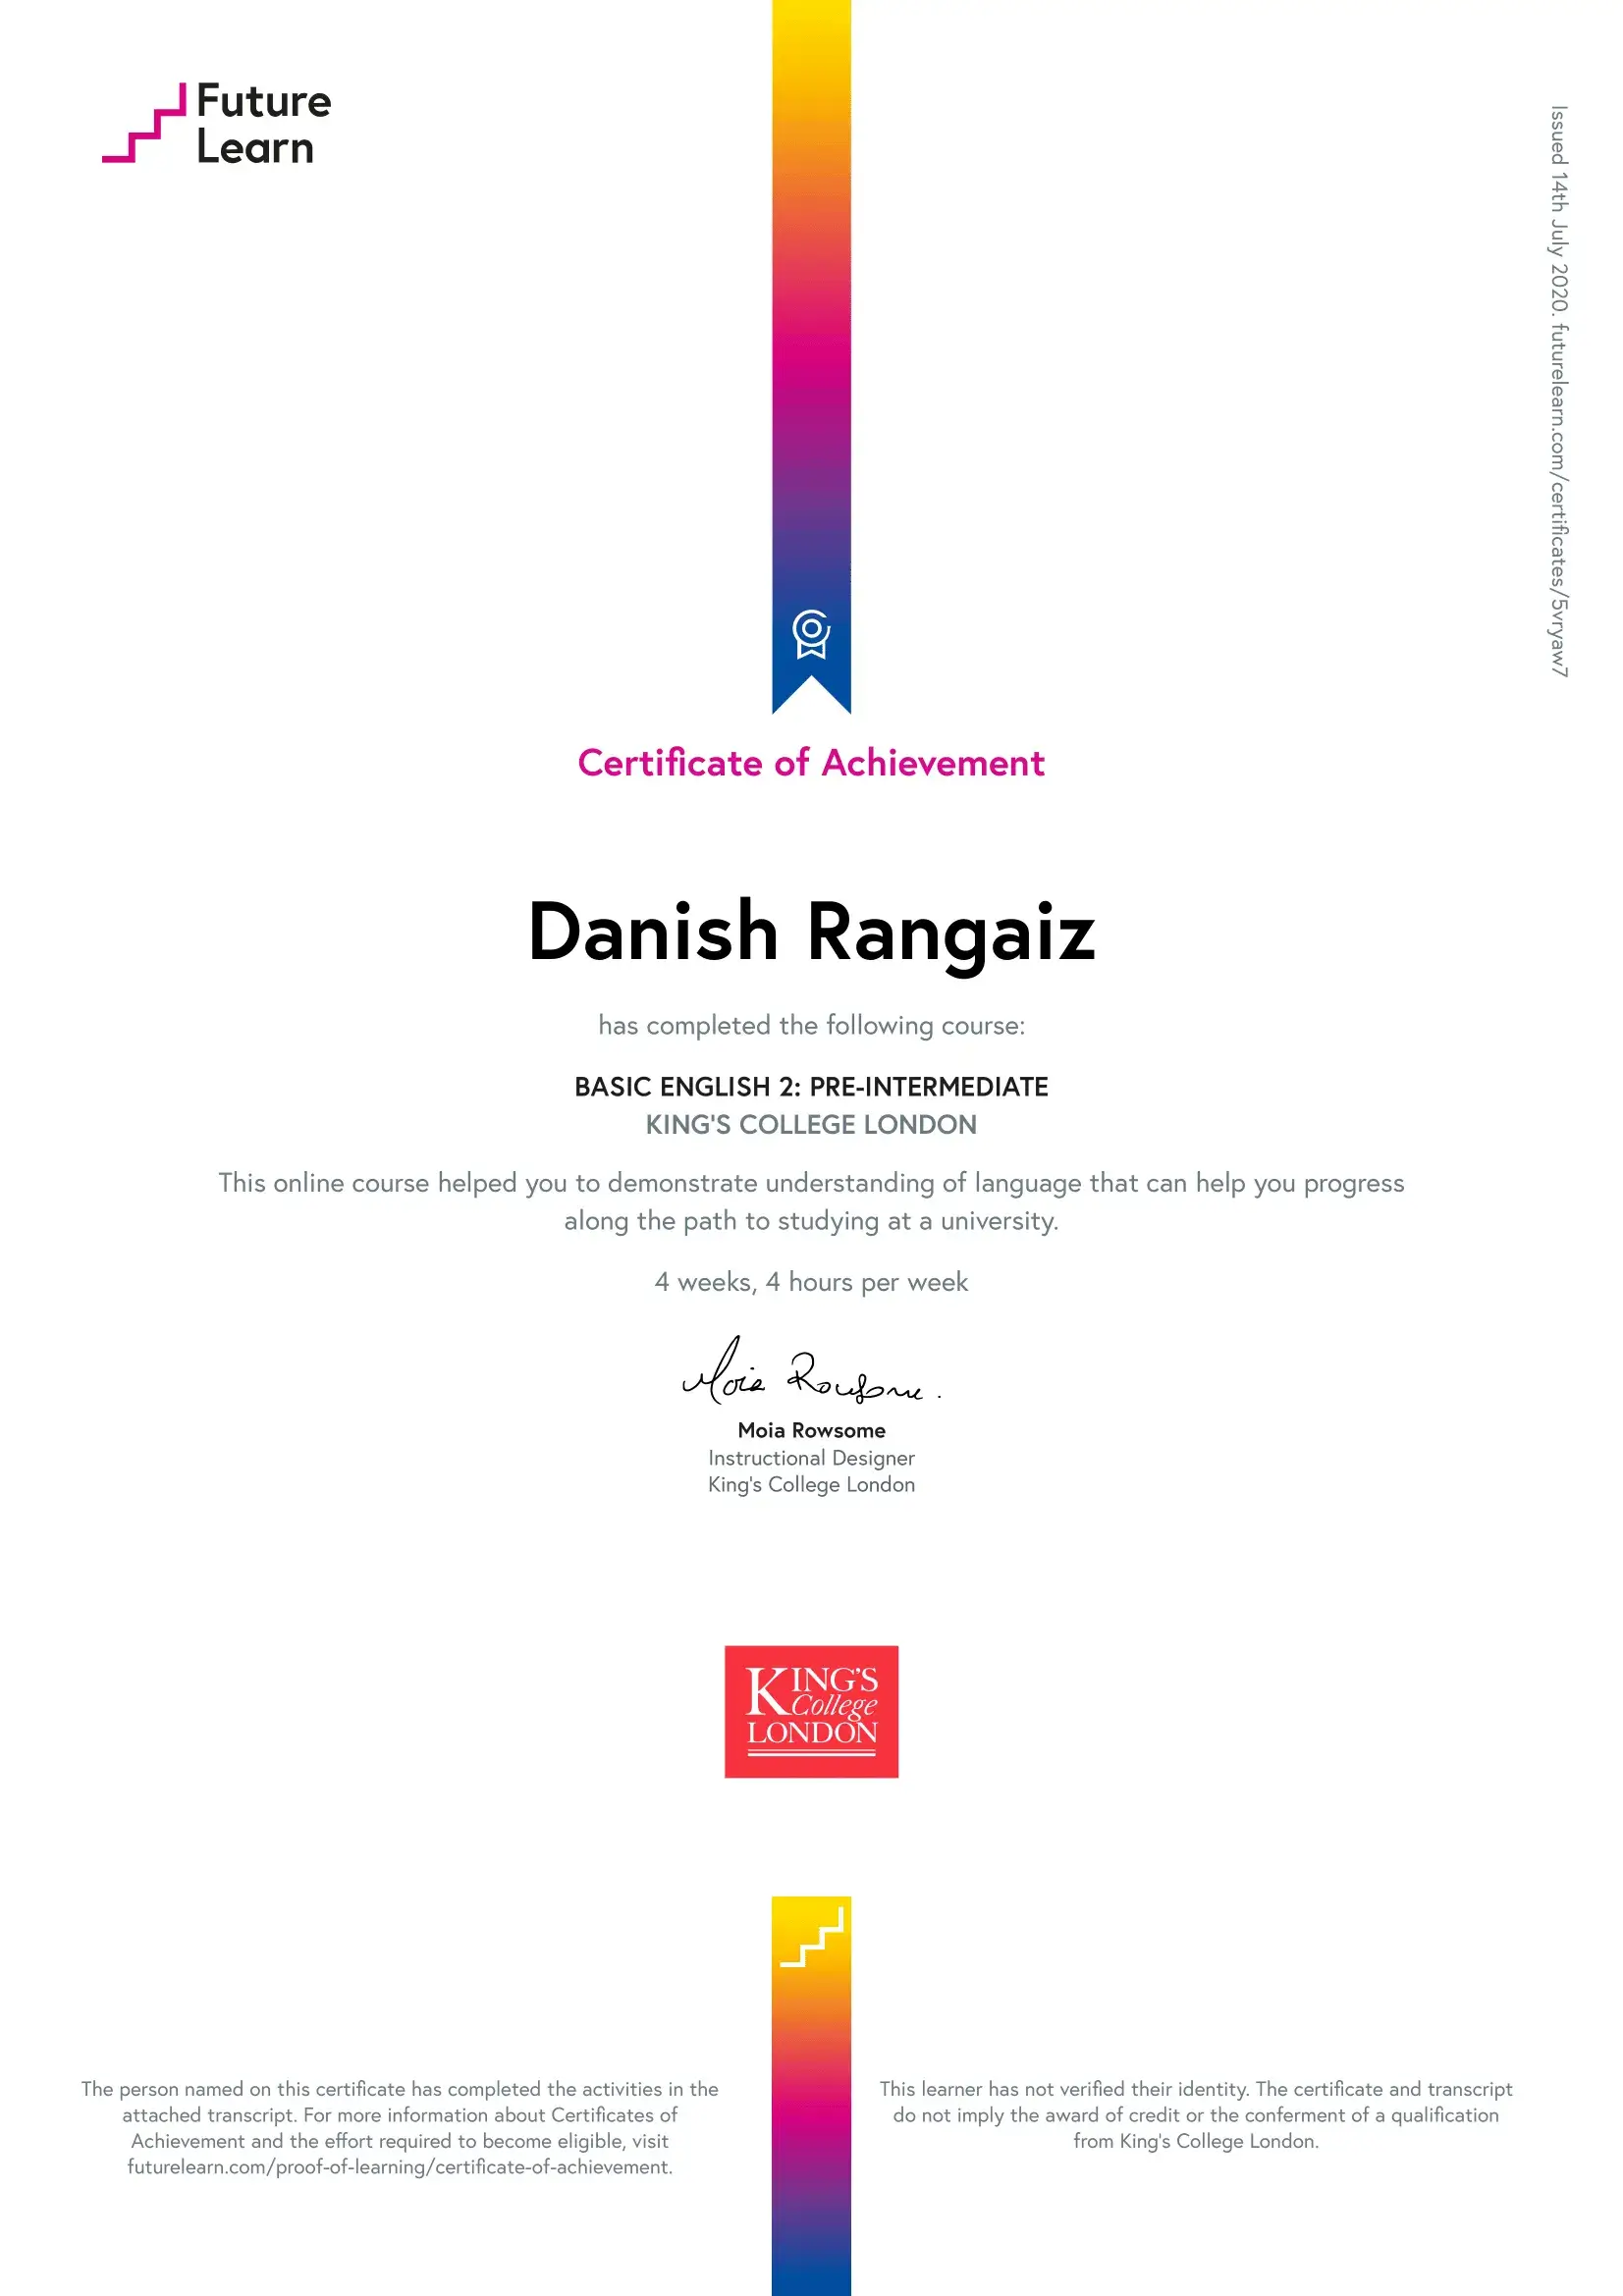 Future
Learn
Issued 14th July 2020. futurelearn.com/certificates/5vryaw7
Certificate of Achievement
Danish Rangaiz
has completed the following course:
BASIC ENGLISH 2: PRE-INTERMEDIATE
KING'S COLLEGE LONDON
This online course helped you to demonstrate understanding of language that can help you progress
along the path to studying at a university.
4 weeks, 4 hours per week
Moia Rowsome.
Moia Rowsome
Instructional Designer
King's College London
KING'S
College
LONDON
The person named on this certificate has completed the activities in the
attached transcript. For more information about Certificates of
Achievement and the effort required to become eligible, visit
futurelearn.com/proof-of-learning/certificate-of-achievement.
This learner has not verified their identity. The certificate and transcript
do not imply the award of credit or the conferment of a qualification
from King's College London.